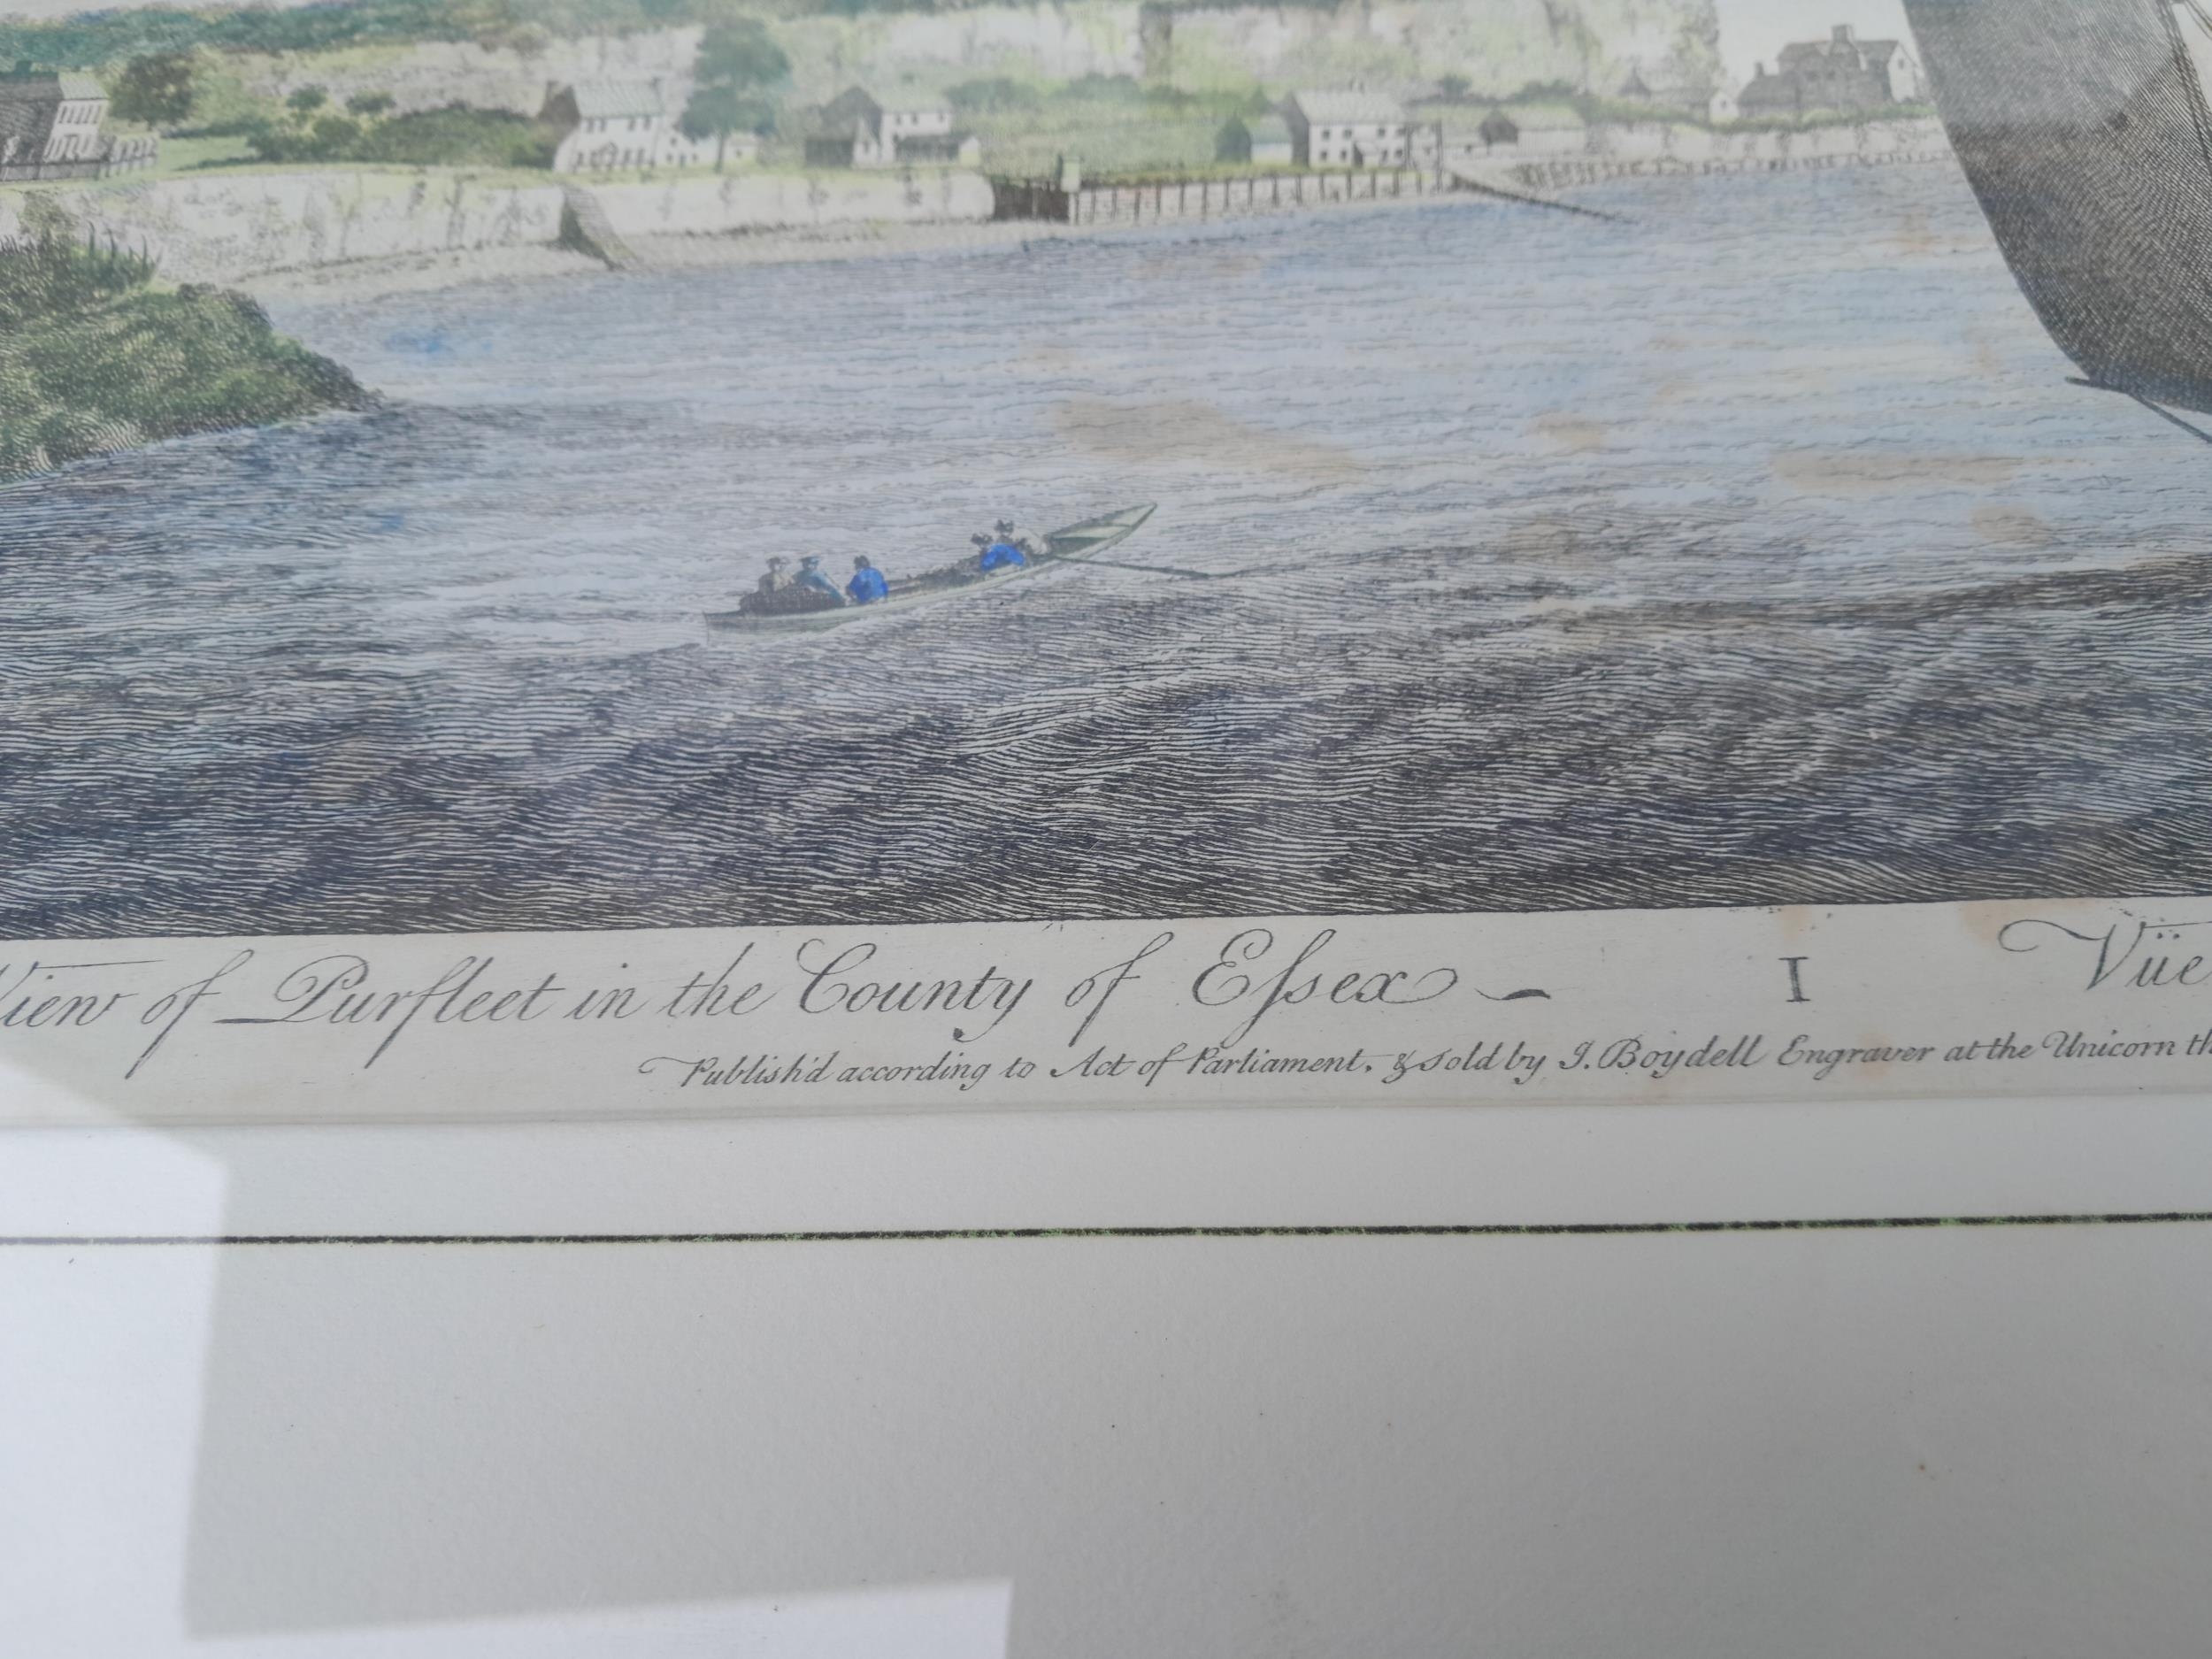 View of Purfleet in the County of Eſsex I Vüe
Publish'd according to Act of Parliament. & Sold by J. Boydell Engraver at the Unicorn th